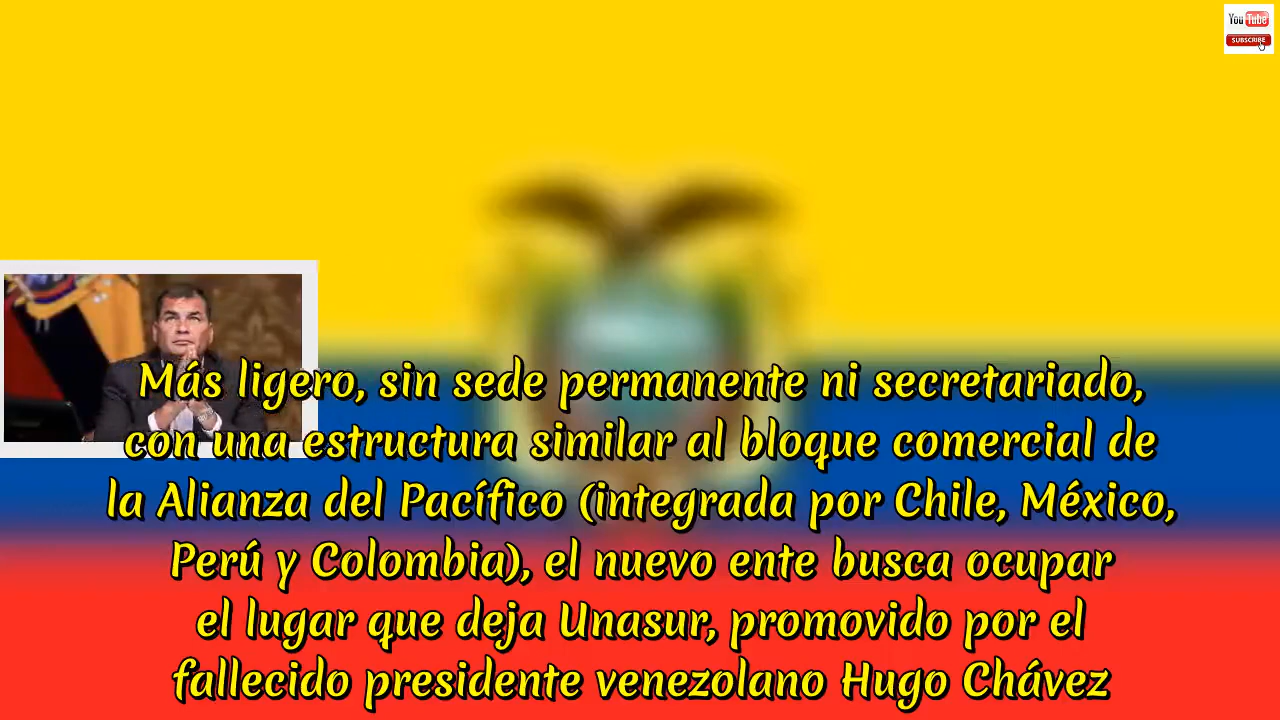 You Tube
SUBSCRIBE
Más ligero, sin sede permanente ni secretariado,
con una estructura similar al bloque comercial de
la Alianza del Pacífico (integrada por Chile, México,
Perú y Colombia), el nuevo ente busca ocupar
el lugar que deja Unasur, promovido por el
fallecido presidente venezolano Hugo Chávez